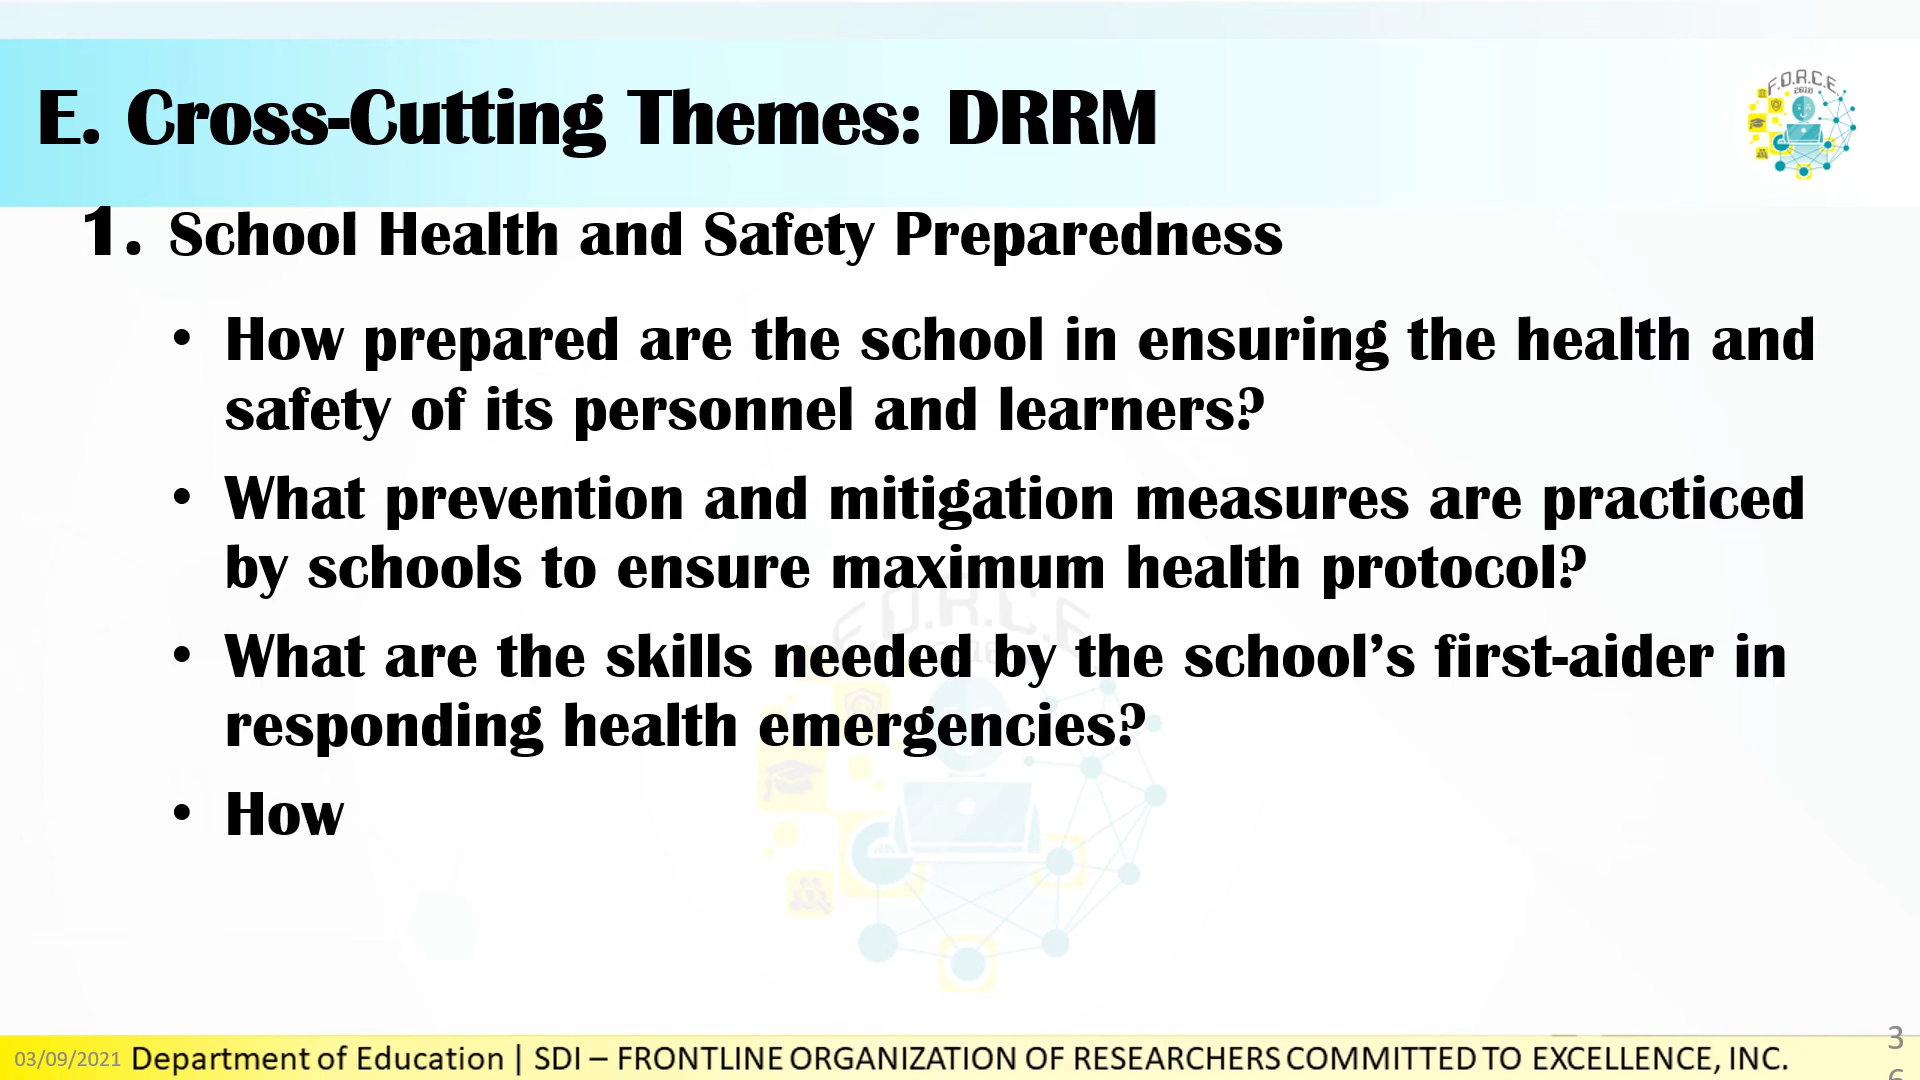 E. Cross-Cutting Themes: DRRM
F.O.R.C.E.
2018
1. School Health and Safety Preparedness
• How prepared are the school in ensuring the health and
safety of its personnel and learners?
• What prevention and mitigation measures are practiced
by schools to ensure maximum health protocol?
• What are the skills needed by the school’s first-aider in
responding health emergencies?
• How
F.O.R.C.E
03/09/2021 Department of Education | SDI – FRONTLINE ORGANIZATION OF RESEARCHERS COMMITTED TO EXCELLENCE, INC.
3
6